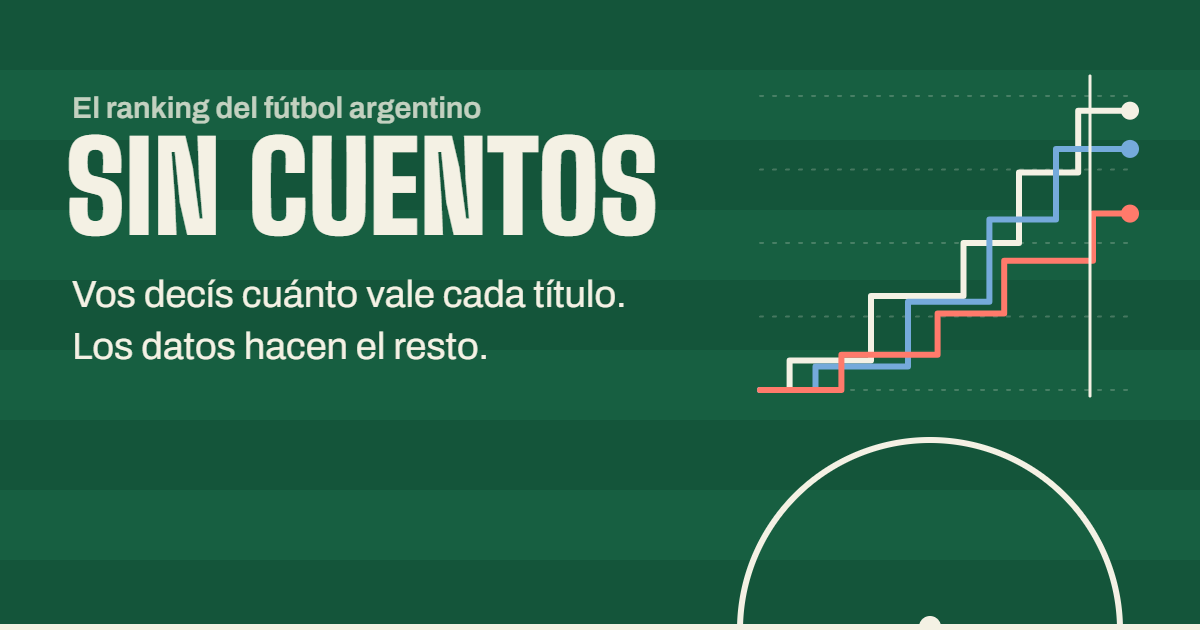 El ranking del fútbol argentino
SIN CUENTOS
Vos decís cuánto vale cada título.
Los datos hacen el resto.